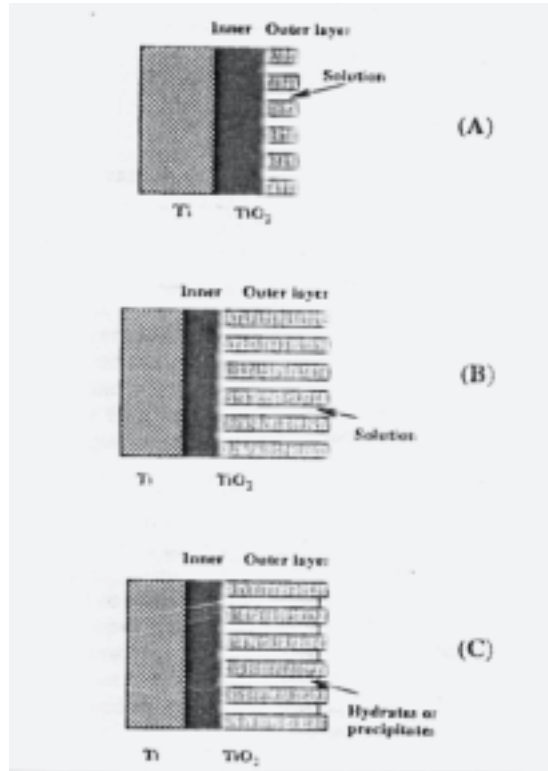 Inner Outer layer
Solution
(A)
Ti TiO2
Inner Outer layer
(B)
Solution
Ti TiO2
Inner Outer layer
(C)
Hydrates or
precipitates
Ti TiO2